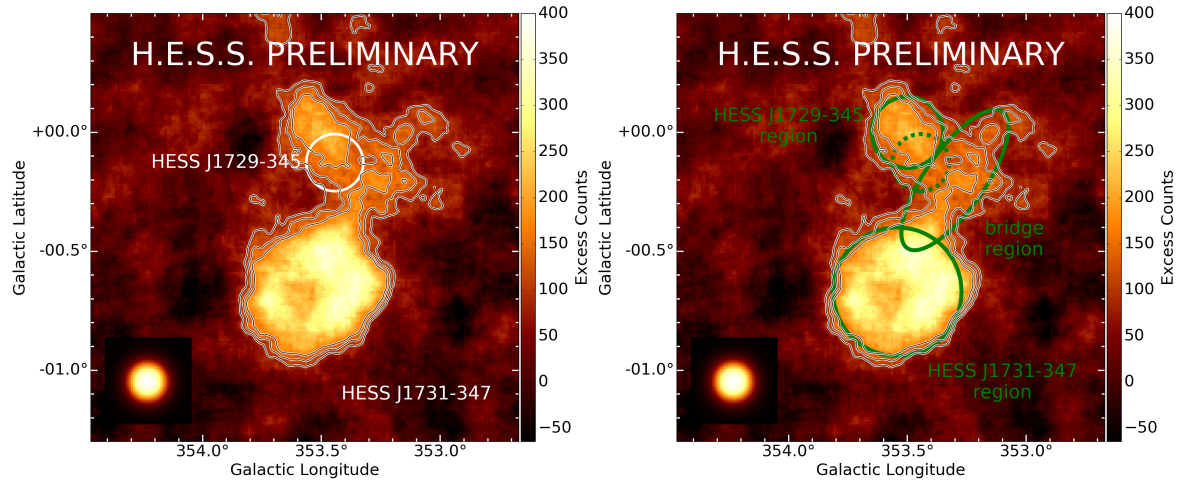 H.E.S.S. PRELIMINARY
HESS J1729-345
HESS J1731-347
+00.0°
-00.5°
-01.0°
354.0°
353.5°
353.0°
Galactic Latitude
Galactic Longitude
400
350
300
250
200
150
100
50
0
−50
Excess Counts
H.E.S.S. PRELIMINARY
HESS J1729-345
region
bridge
region
HESS J1731-347
region
+00.0°
-00.5°
-01.0°
354.0°
353.5°
353.0°
Galactic Latitude
Galactic Longitude
400
350
300
250
200
150
100
50
0
−50
Excess Counts